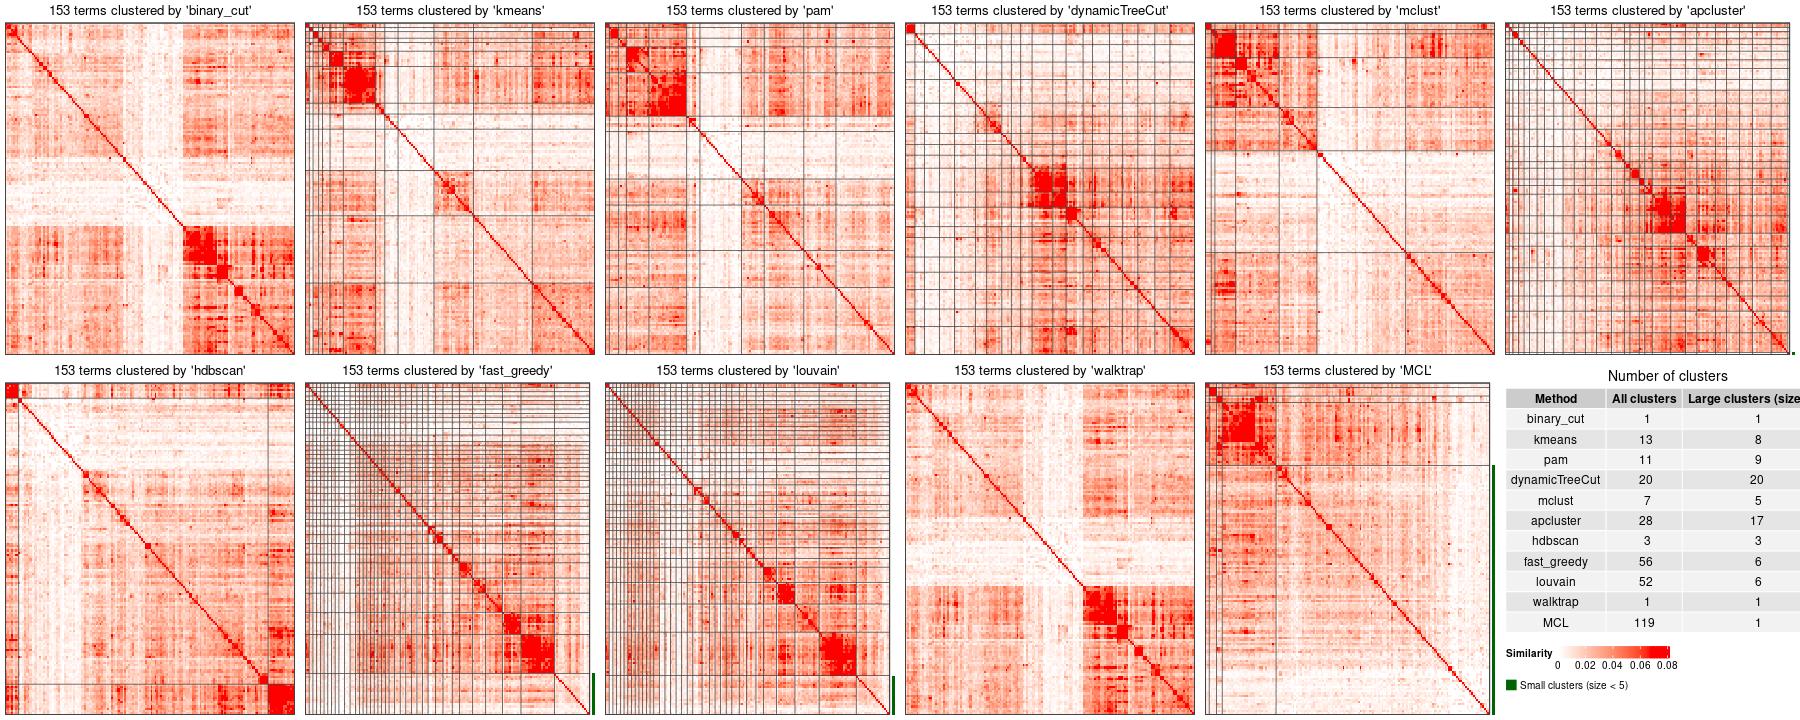 153 terms clustered by 'binary_cut'
153 terms clustered by 'kmeans'
153 terms clustered by 'pam'
153 terms clustered by 'dynamicTreeCut'
153 terms clustered by 'mclust'
153 terms clustered by 'apcluster'
153 terms clustered by 'hdbscan'
153 terms clustered by 'fast_greedy'
153 terms clustered by 'louvain'
153 terms clustered by 'walktrap'
153 terms clustered by 'MCL'
Number of clusters
Method All clusters Large clusters (size
binary_cut 1 1
kmeans 13 8
pam 11 9
dynamicTreeCut 20 20
mclust 7 5
apcluster 28 17
hdbscan 3 3
fast_greedy 56 6
louvain 52 6
walktrap 1 1
MCL 119 1
Similarity
0 0.02 0.04 0.06 0.08
Small clusters (size < 5)